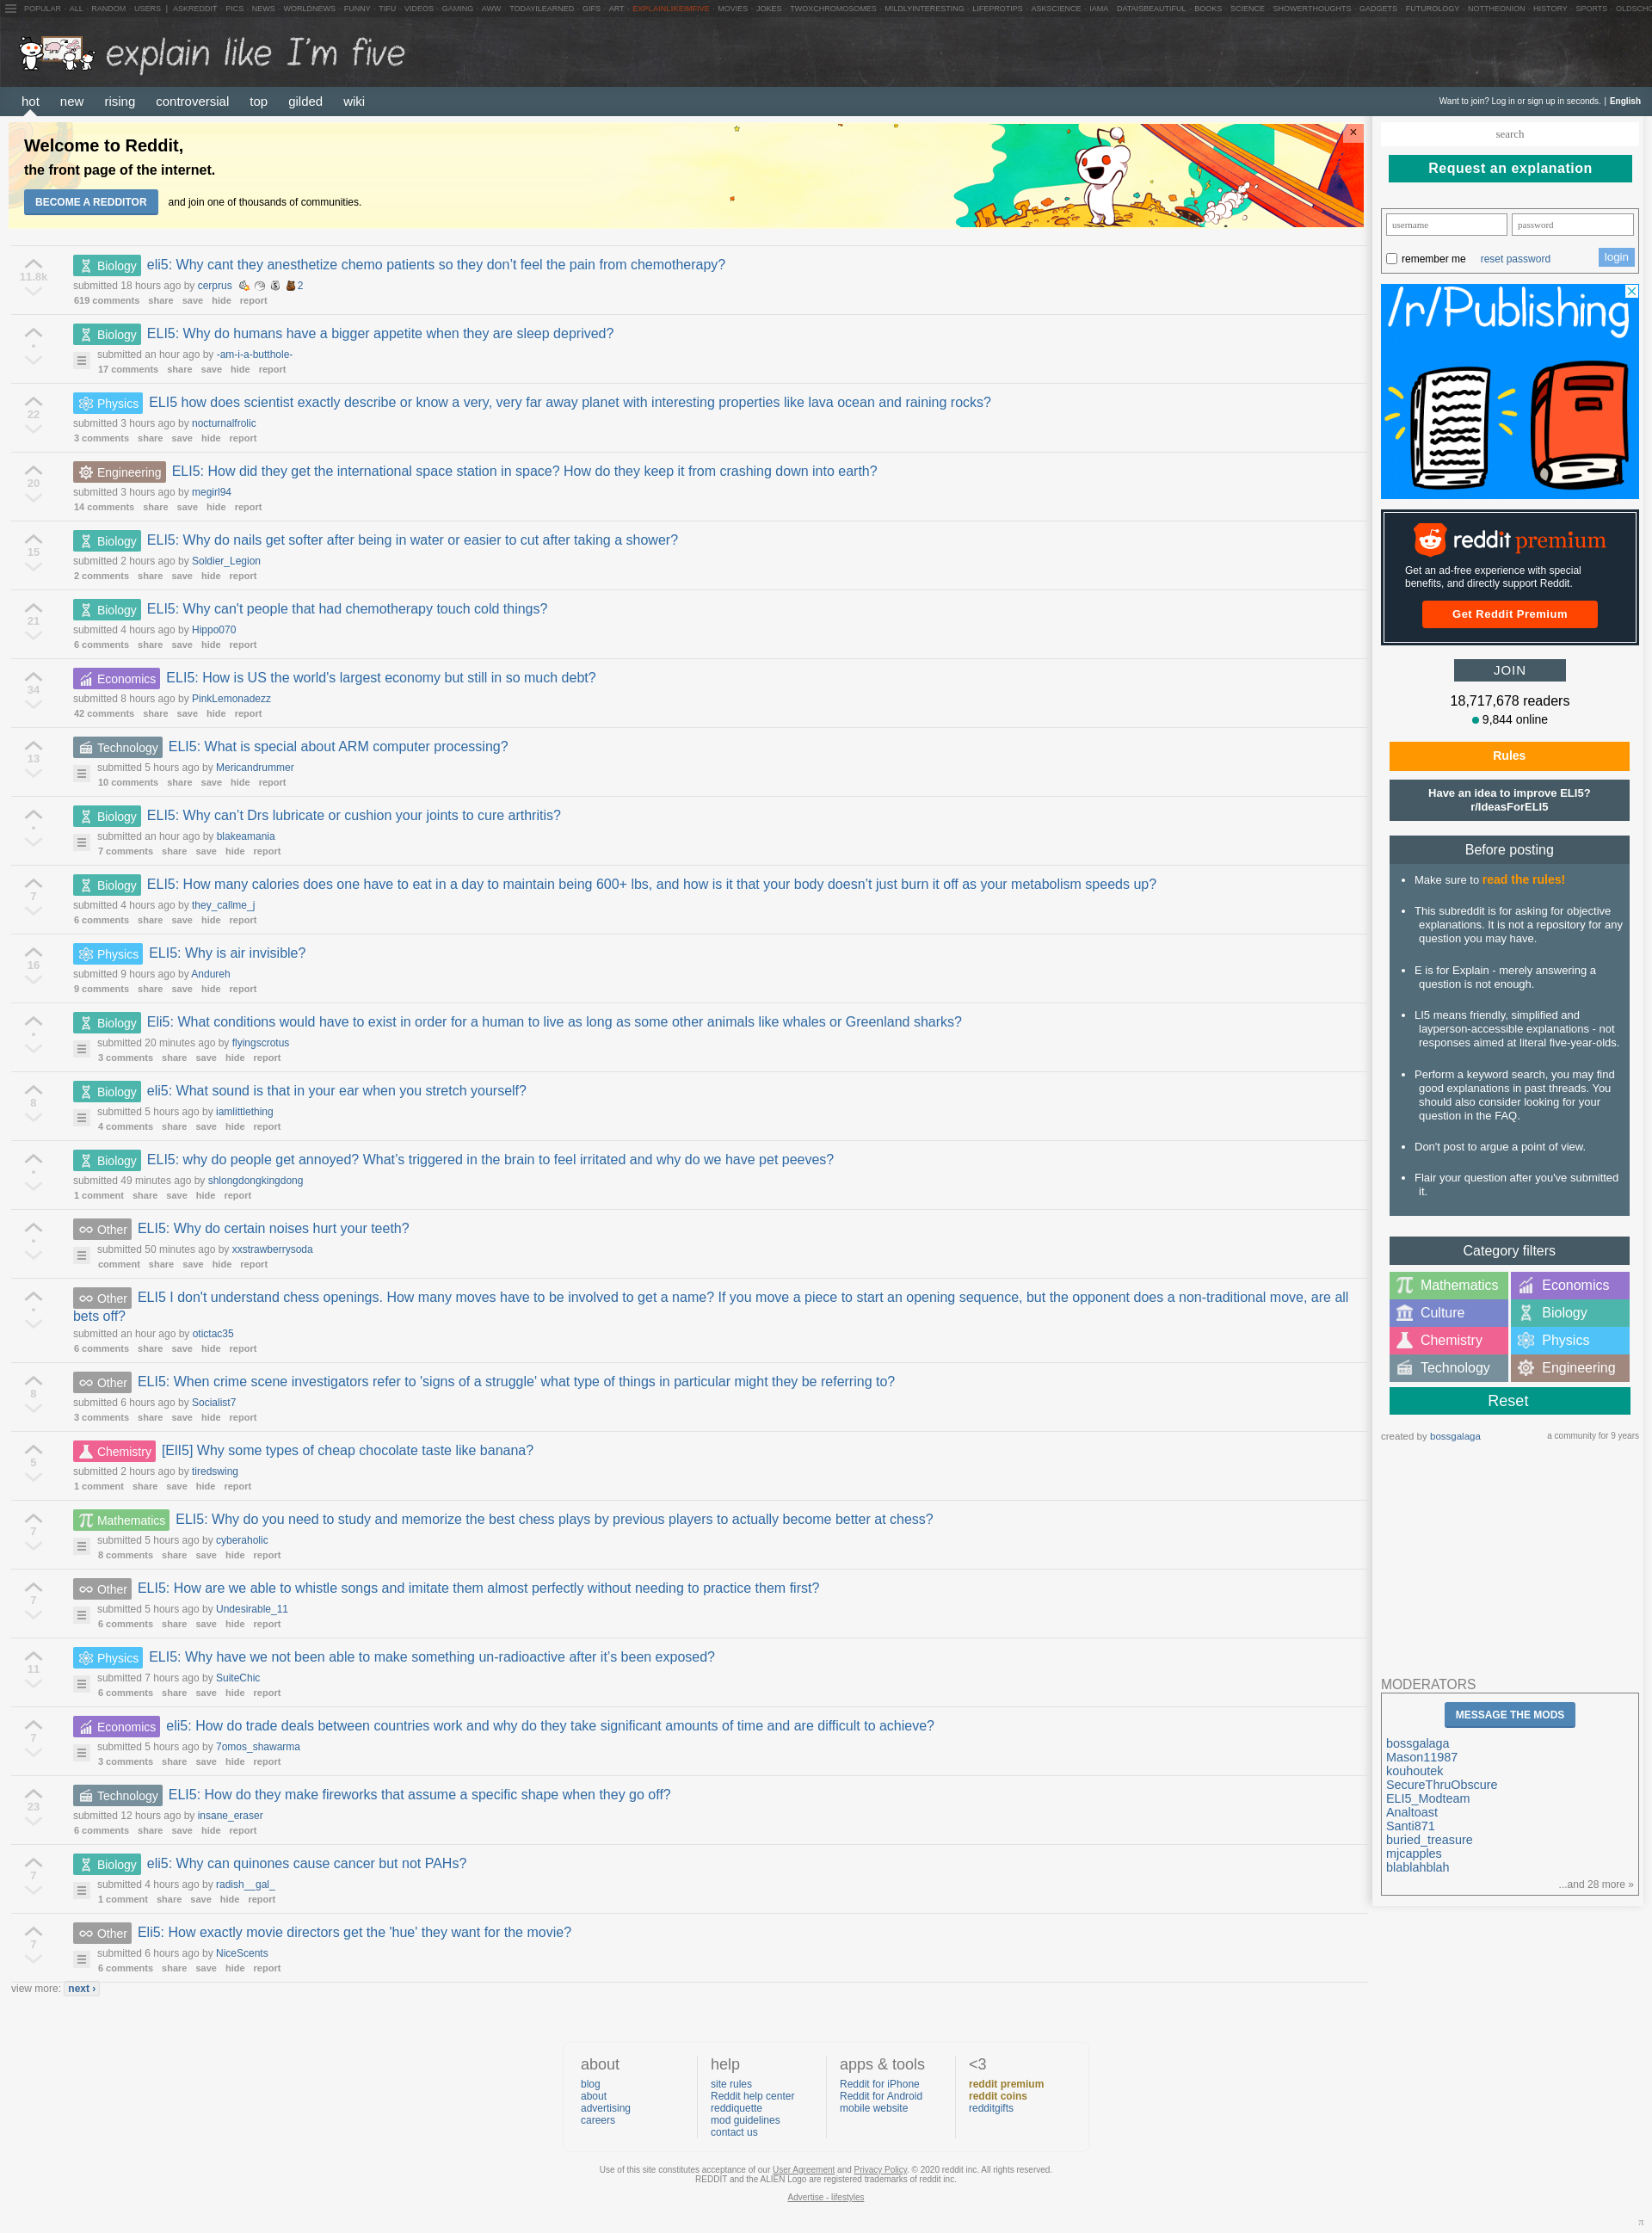 POPULAR - ALL - RANDOM - USERS | ASKREDDIT - PICS - NEWS - WORLDNEWS - FUNNY - TIFU - VIDEOS - GAMING - AWW - TODAYILEARNED - GIFS - ART - EXPLAINLIKEIMFIVE - MOVIES - JOKES - TWOXCHROMOSOMES - MILDLYINTERESTING - LIFEPROTIPS - ASKSCIENCE - IAMA - DATAISBEAUTIFUL - BOOKS - SCIENCE - SHOWERTHOUGHTS - GADGETS - FUTUROLOGY - NOTTHEONION - HISTORY - SPORTS - OLDSCHO
explain like I'm five
hot new rising controversial top gilded wiki
Want to join? Log in or sign up in seconds. | English
Welcome to Reddit,
the front page of the internet.
BECOME A REDDITOR and join one of thousands of communities.
×
11.8k
Biology eli5: Why cant they anesthetize chemo patients so they don't feel the pain from chemotherapy?
submitted 18 hours ago by cerprus 2
619 comments share save hide report
•
Biology ELI5: Why do humans have a bigger appetite when they are sleep deprived?
submitted an hour ago by -am-i-a-butthole-
17 comments share save hide report
22
Physics ELI5 how does scientist exactly describe or know a very, very far away planet with interesting properties like lava ocean and raining rocks?
submitted 3 hours ago by nocturnalfrolic
3 comments share save hide report
20
Engineering ELI5: How did they get the international space station in space? How do they keep it from crashing down into earth?
submitted 3 hours ago by megirl94
14 comments share save hide report
15
Biology ELI5: Why do nails get softer after being in water or easier to cut after taking a shower?
submitted 2 hours ago by Soldier_Legion
2 comments share save hide report
21
Biology ELI5: Why can't people that had chemotherapy touch cold things?
submitted 4 hours ago by Hippo070
6 comments share save hide report
34
Economics ELI5: How is US the world's largest economy but still in so much debt?
submitted 8 hours ago by PinkLemonadezz
42 comments share save hide report
13
Technology ELI5: What is special about ARM computer processing?
submitted 5 hours ago by Mericandrummer
10 comments share save hide report
•
Biology ELI5: Why can't Drs lubricate or cushion your joints to cure arthritis?
submitted an hour ago by blakeamania
7 comments share save hide report
7
Biology ELI5: How many calories does one have to eat in a day to maintain being 600+ lbs, and how is it that your body doesn't just burn it off as your metabolism speeds up?
submitted 4 hours ago by they_callme_j
6 comments share save hide report
16
Physics ELI5: Why is air invisible?
submitted 9 hours ago by Andureh
9 comments share save hide report
•
Biology Eli5: What conditions would have to exist in order for a human to live as long as some other animals like whales or Greenland sharks?
submitted 20 minutes ago by flyingscrotus
3 comments share save hide report
8
Biology eli5: What sound is that in your ear when you stretch yourself?
submitted 5 hours ago by iamlittlething
4 comments share save hide report
•
Biology ELI5: why do people get annoyed? What's triggered in the brain to feel irritated and why do we have pet peeves?
submitted 49 minutes ago by shlongdongkingdong
1 comment share save hide report
•
Other ELI5: Why do certain noises hurt your teeth?
submitted 50 minutes ago by xxstrawberrysoda
comment share save hide report
•
Other ELI5 I don't understand chess openings. How many moves have to be involved to get a name? If you move a piece to start an opening sequence, but the opponent does a non-traditional move, are all
bets off?
submitted an hour ago by otictac35
6 comments share save hide report
8
Other ELI5: When crime scene investigators refer to 'signs of a struggle' what type of things in particular might they be referring to?
submitted 6 hours ago by Socialist7
3 comments share save hide report
5
Chemistry [ElI5] Why some types of cheap chocolate taste like banana?
submitted 2 hours ago by tiredswing
1 comment share save hide report
7
Mathematics ELI5: Why do you need to study and memorize the best chess plays by previous players to actually become better at chess?
submitted 5 hours ago by cyberaholic
8 comments share save hide report
7
Other ELI5: How are we able to whistle songs and imitate them almost perfectly without needing to practice them first?
submitted 5 hours ago by Undesirable_11
6 comments share save hide report
11
Physics ELI5: Why have we not been able to make something un-radioactive after it's been exposed?
submitted 7 hours ago by SuiteChic
6 comments share save hide report
7
Economics eli5: How do trade deals between countries work and why do they take significant amounts of time and are difficult to achieve?
submitted 5 hours ago by 7omos_shawarma
3 comments share save hide report
23
Technology ELI5: How do they make fireworks that assume a specific shape when they go off?
submitted 12 hours ago by insane_eraser
6 comments share save hide report
7
Biology eli5: Why can quinones cause cancer but not PAHs?
submitted 4 hours ago by radish__gal_
1 comment share save hide report
7
Other Eli5: How exactly movie directors get the 'hue' they want for the movie?
submitted 6 hours ago by NiceScents
6 comments share save hide report
view more: next ›
search
Request an explanation
username password
remember me reset password login
/r/Publishing
reddit premium
Get an ad-free experience with special
benefits, and directly support Reddit.
Get Reddit Premium
JOIN
18,717,678 readers
9,844 online
Rules
Have an idea to improve ELI5?
r/IdeasForELI5
Before posting
• Make sure to read the rules!
• This subreddit is for asking for objective
explanations. It is not a repository for any
question you may have.
• E is for Explain - merely answering a
question is not enough.
• LI5 means friendly, simplified and
layperson-accessible explanations - not
responses aimed at literal five-year-olds.
• Perform a keyword search, you may find
good explanations in past threads. You
should also consider looking for your
question in the FAQ.
• Don't post to argue a point of view.
• Flair your question after you've submitted
it.
Category filters
Mathematics Economics
Culture Biology
Chemistry Physics
Technology Engineering
Reset
created by bossgalaga a community for 9 years
MODERATORS
MESSAGE THE MODS
bossgalaga
Mason11987
kouhoutek
SecureThruObscure
ELI5_Modteam
Analtoast
Santi871
buried_treasure
mjcapples
blablahblah
...and 28 more »
about
blog
about
advertising
careers
help
site rules
Reddit help center
reddiquette
mod guidelines
contact us
apps & tools
Reddit for iPhone
Reddit for Android
mobile website
<3
reddit premium
reddit coins
redditgifts
Use of this site constitutes acceptance of our User Agreement and Privacy Policy. © 2020 reddit inc. All rights reserved.
REDDIT and the ALIEN Logo are registered trademarks of reddit inc.
Advertise - lifestyles
π